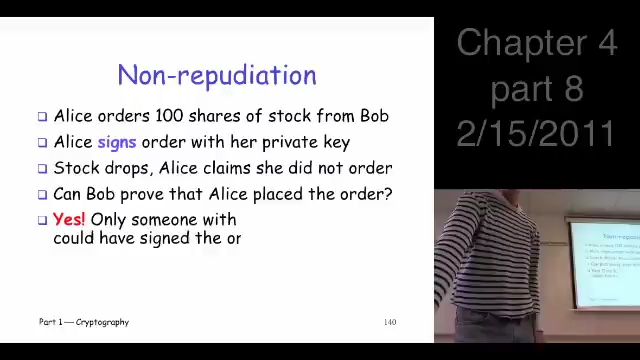 Non-repudiation
Alice orders 100 shares of stock from Bob
Alice signs order with her private key
Stock drops, Alice claims she did not order
Can Bob prove that Alice placed the order?
Yes! Only someone with
could have signed the or
Part 1 — Cryptography
140
Chapter 4
part 8
2/15/2011